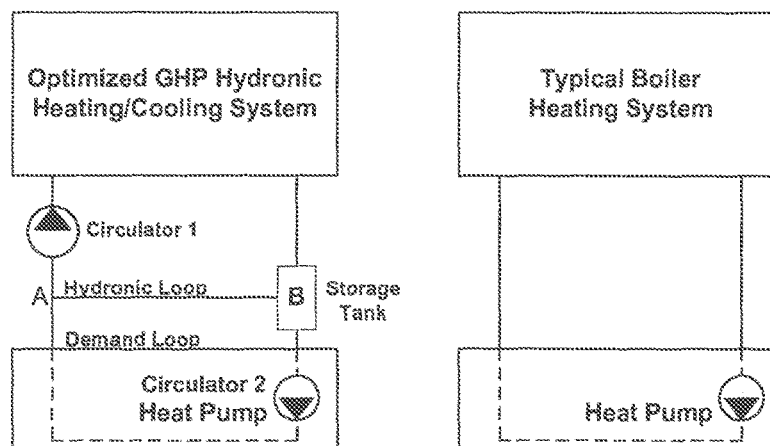 Optimized GHP Hydronic
Heating/Cooling System
Typical Boiler
Heating System
Circulator 1
A
Hydronic Loop
B
Storage
Tank
Demand Loop
Circulator 2
Heat Pump
Heat Pump